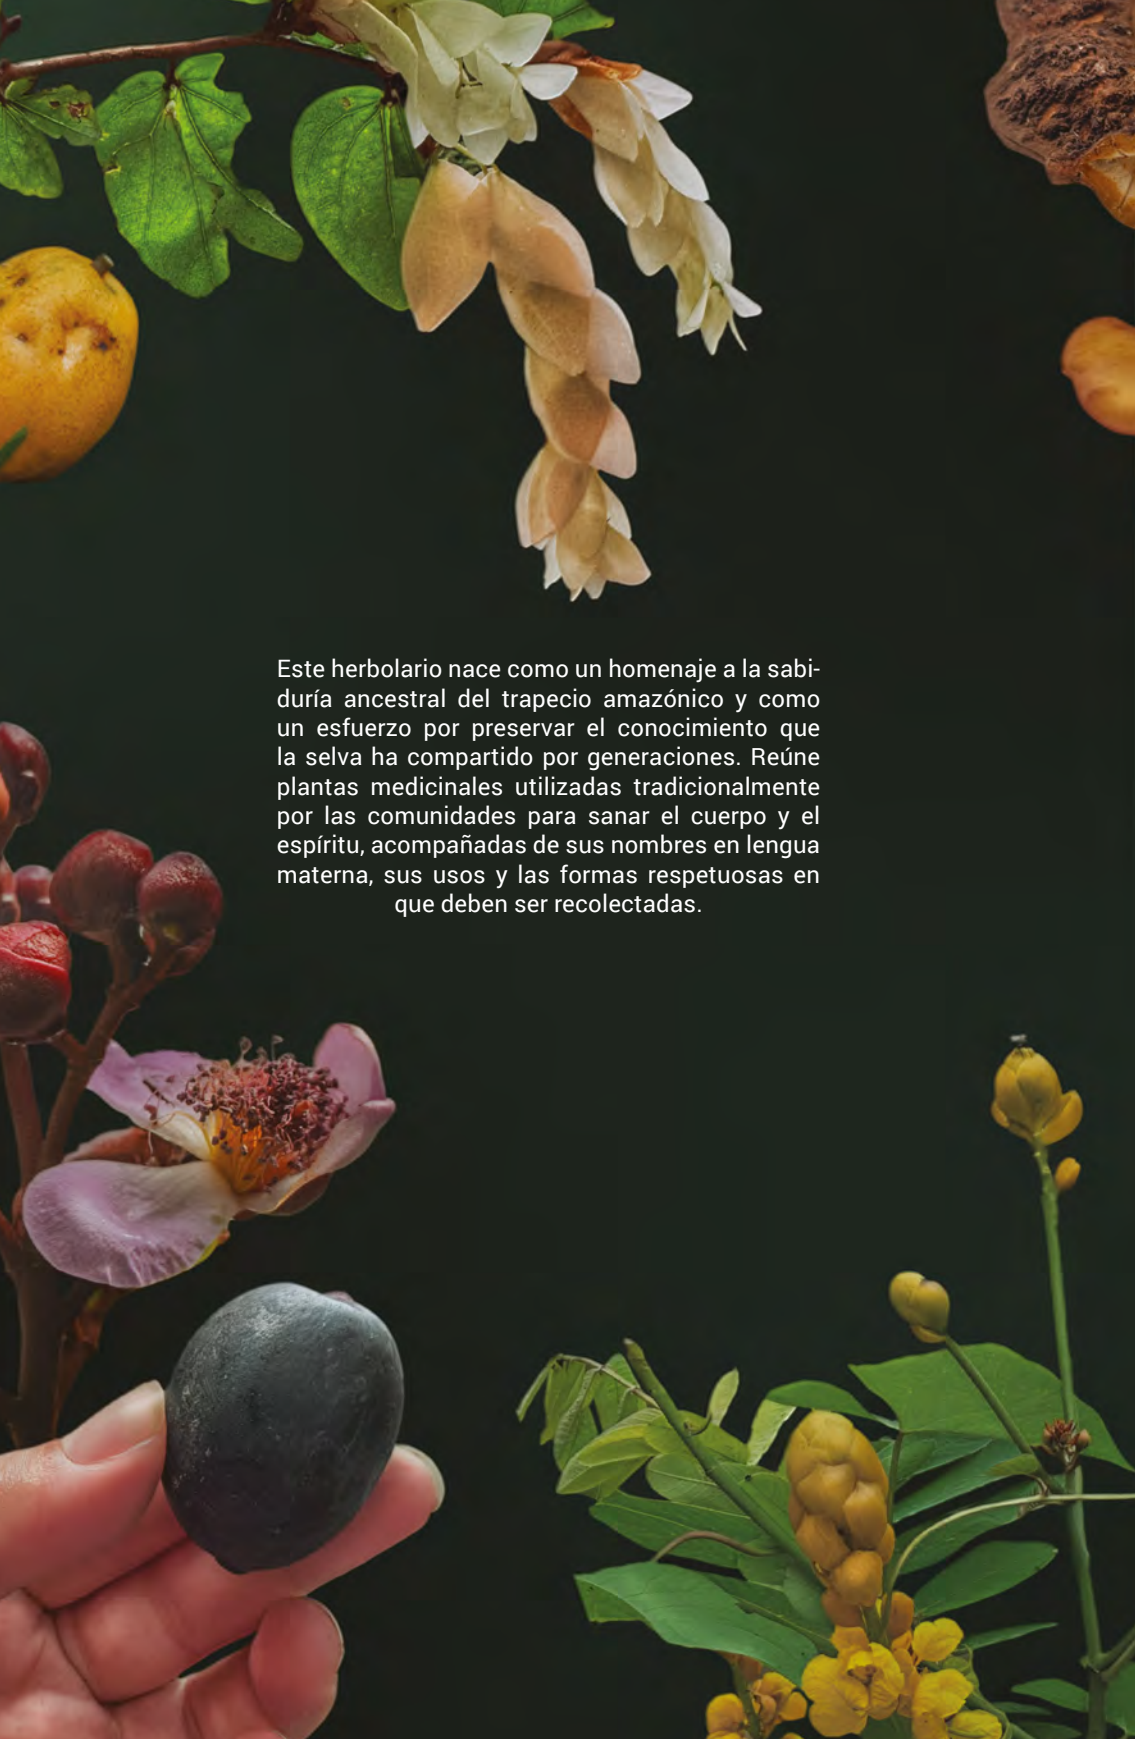 Este herbolario nace como un homenaje a la sabi-
duría ancestral del trapecio amazónico y como
un esfuerzo por preservar el conocimiento que
la selva ha compartido por generaciones. Reúne
plantas medicinales utilizadas tradicionalmente
por las comunidades para sanar el cuerpo y el
espíritu, acompañadas de sus nombres en lengua
materna, sus usos y las formas respetuosas en
que deben ser recolectadas.